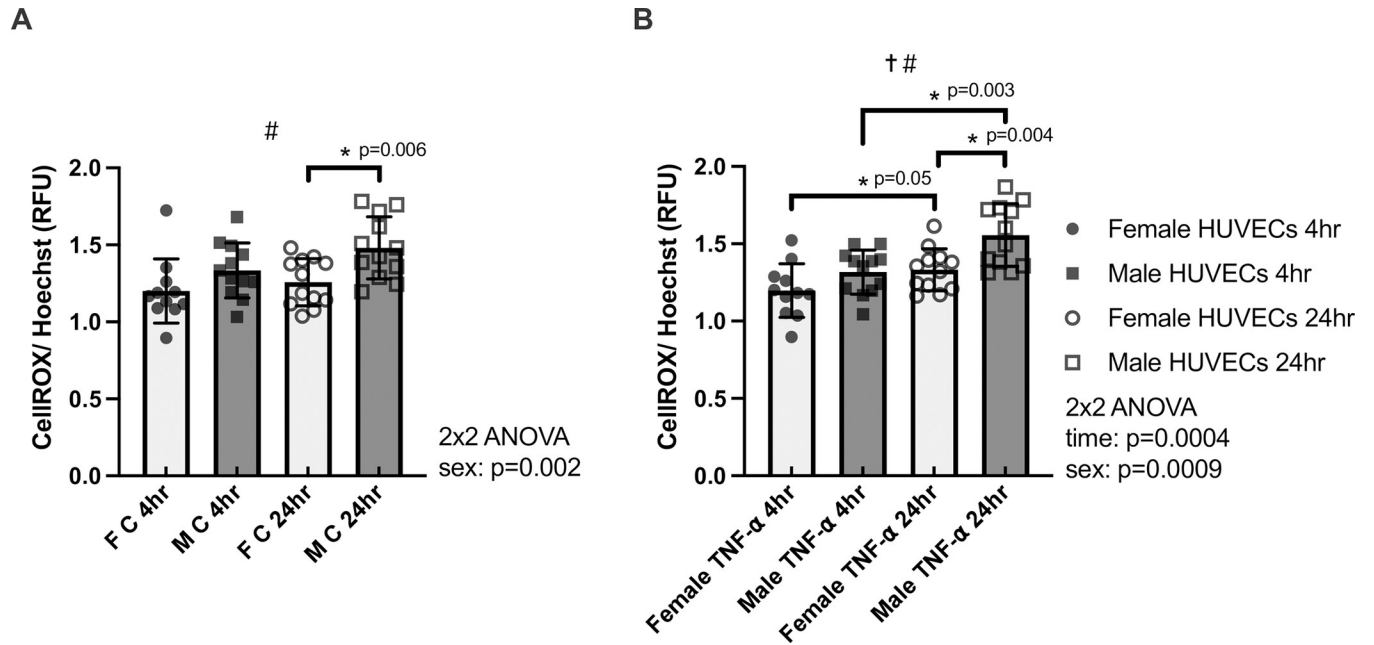 A
#
* p=0.006
CellROX/ Hoechst (RFU)
2.0
1.5
1.0
0.5
0.0
F C 4hr
M C 4hr
F C 24hr
M C 24hr
2x2 ANOVA
sex: p=0.002
B
†#
* p=0.003
* p=0.004
* p=0.05
CellROX/ Hoechst (RFU)
2.0
1.5
1.0
0.5
0.0
Female TNF-α 4hr
Male TNF-α 4hr
Female TNF-α 24hr
Male TNF-α 24hr
Female HUVECs 4hr
Male HUVECs 4hr
Female HUVECs 24hr
Male HUVECs 24hr
2x2 ANOVA
time: p=0.0004
sex: p=0.0009